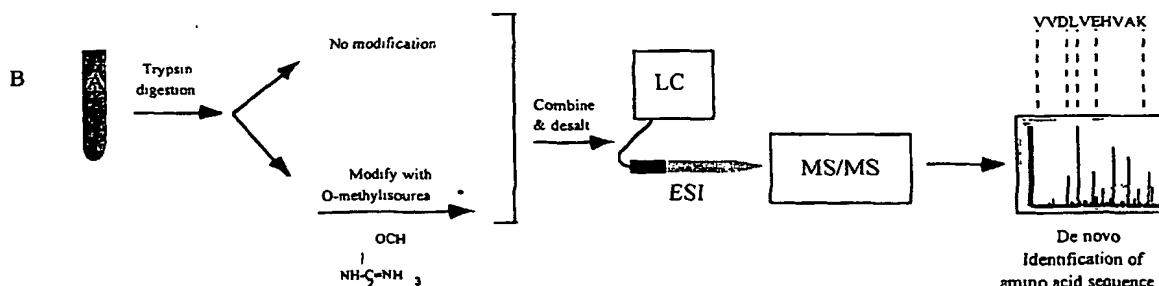 B
A
Trypsin
digestion
No modification
Modify with
O-methylisourea
OCH
NH-C=NH 3
2
Combine
& desalt
LC
ESI
MS/MS
VVDLVEHVAK
De novo
Identification of
amino acid sequence